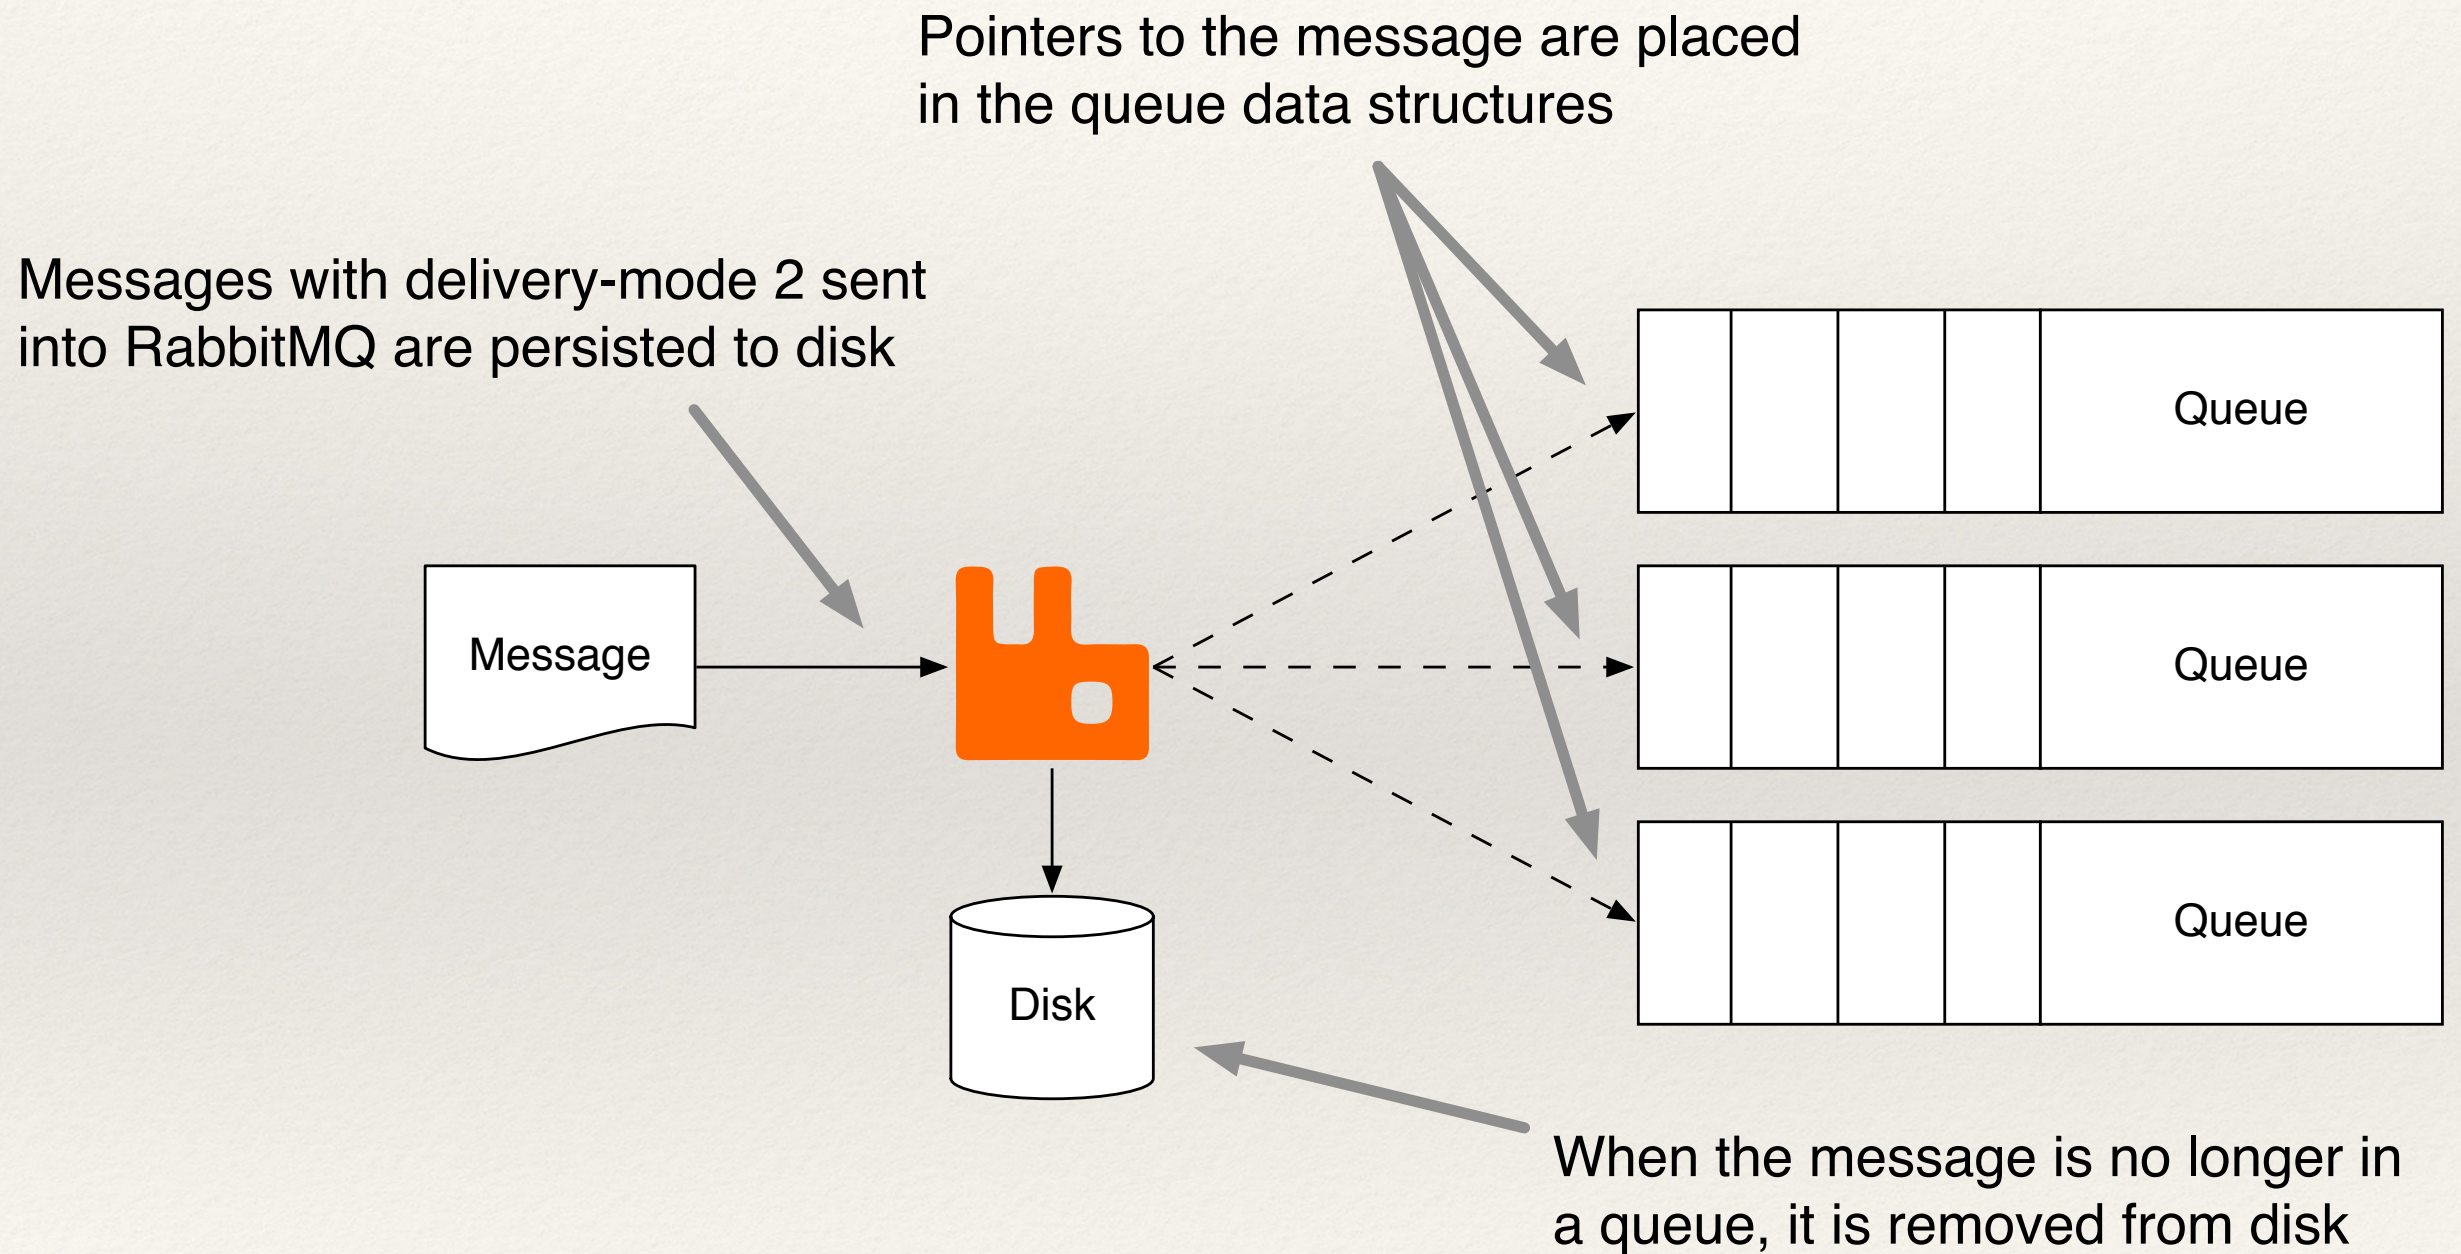 Pointers to the message are placed
in the queue data structures
Messages with delivery-mode 2 sent
into RabbitMQ are persisted to disk
Queue
Message
Queue
Queue
Disk
When the message is no longer in
a queue, it is removed from disk